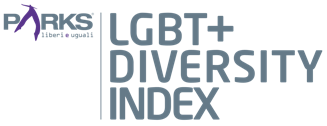 PARKS®
liberi e uguali
LGBT+
DIVERSITY
INDEX